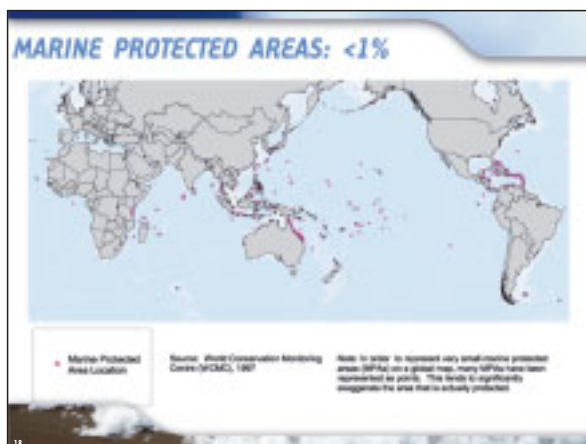 MARINE PROTECTED AREAS: <1%
Marine Protected
Area Location
Source: World Conservation Monitoring
Centre (WCMC), 1997
Note: In order to represent very small marine protected
areas (MPAs) on a global map, many MPAs have been
represented as points. This tends to significantly
exaggerate the area that is actually protected.
18